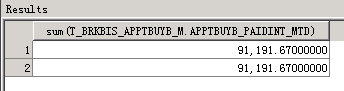 Results
sum(T_BRKBIS_APPTBUYB_M.APPTBUYB_PAIDINT_MTD)
1 91,191.67000000
2 91,191.67000000